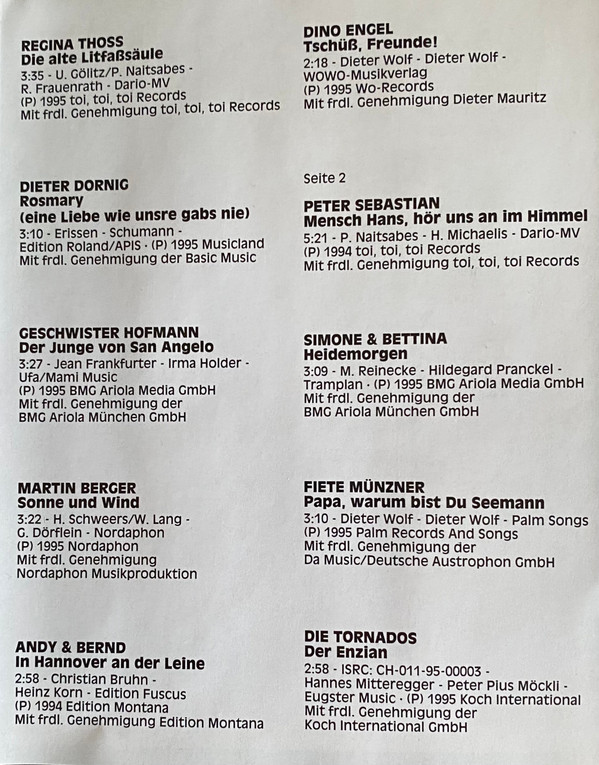 REGINA THOSS
Die alte Litfaßsäule
3:35 - U. Gölitz/P. Naitsabes -
R. Frauenrath - Dario-MV
(P) 1995 toi, toi, toi Records
Mit frdl. Genehmigung toi, toi, toi Records
DIETER DORNIG
Rosmary
(eine Liebe wie unsre gabs nie)
3:10 - Erissen - Schumann -
Edition Roland/APIS · (P) 1995 Musicland
Mit frdl. Genehmigung der Basic Music
GESCHWISTER HOFMANN
Der Junge von San Angelo
3:27 - Jean Frankfurter - Irma Holder -
Ufa/Mami Music
(P) 1995 BMG Ariola Media GmbH
Mit frdl. Genehmigung der
BMG Ariola München GmbH
MARTIN BERGER
Sonne und Wind
3:22 - H. Schweers/W. Lang -
G. Dörflein - Nordaphon
(P) 1995 Nordaphon
Mit frdl. Genehmigung
Nordaphon Musikproduktion
ANDY & BERND
In Hannover an der Leine
2:58 - Christian Bruhn -
Heinz Korn - Edition Fuscus
(P) 1994 Edition Montana
Mit frdl. Genehmigung Edition Montana
DINO ENGEL
Tschüß, Freunde!
2:18 - Dieter Wolf - Dieter Wolf -
WOWO-Musikverlag
(P) 1995 Wo-Records
Mit frdl. Genehmigung Dieter Mauritz
Seite 2
PETER SEBASTIAN
Mensch Hans, hör uns an im Himmel
5:21 - P. Naitsabes - H. Michaelis - Dario-MV
(P) 1994 toi, toi, toi Records
Mit frdl. Genehmigung toi, toi, toi Records
SIMONE & BETTINA
Heidemorgen
3:09 - M. Reinecke - Hildegard Pranckel -
Tramplan · (P) 1995 BMG Ariola Media GmbH
Mit frdl. Genehmigung der
BMG Ariola München GmbH
FIETE MÜNZNER
Papa, warum bist Du Seemann
3:10 - Dieter Wolf - Dieter Wolf - Palm Songs
(P) 1995 Palm Records And Songs
Mit frdl. Genehmigung der
Da Music/Deutsche Austrophon GmbH
DIE TORNADOS
Der Enzian
2:58 - ISRC: CH-011-95-00003 -
Hannes Mitteregger - Peter Pius Möckli -
Eugster Music · (P) 1995 Koch International
Mit frdl. Genehmigung der
Koch International GmbH